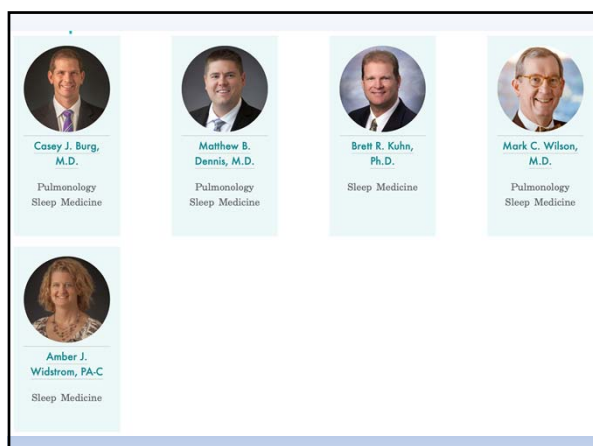 Casey J. Burg,
M.D.
Pulmonology
Sleep Medicine
Matthew B.
Dennis, M.D.
Pulmonology
Sleep Medicine
Brett R. Kuhn,
Ph.D.
Sleep Medicine
Mark C. Wilson,
M.D.
Pulmonology
Sleep Medicine
Amber J.
Widstrom, PA-C
Sleep Medicine